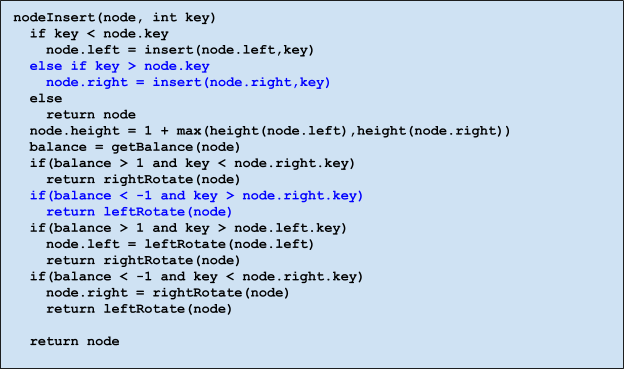 nodeInsert(node, int key)
  if key < node.key
    node.left = insert(node.left,key)
  else if key > node.key
    node.right = insert(node.right,key)
  else
    return node
  node.height = 1 + max(height(node.left),height(node.right))
  balance = getBalance(node)
  if(balance > 1 and key < node.right.key)
    return rightRotate(node)
  if(balance < -1 and key > node.right.key)
    return leftRotate(node)
  if(balance > 1 and key > node.left.key)
    node.left = leftRotate(node.left)
    return rightRotate(node)
  if(balance < -1 and key < node.right.key)
    node.right = rightRotate(node)
    return leftRotate(node)
  return node